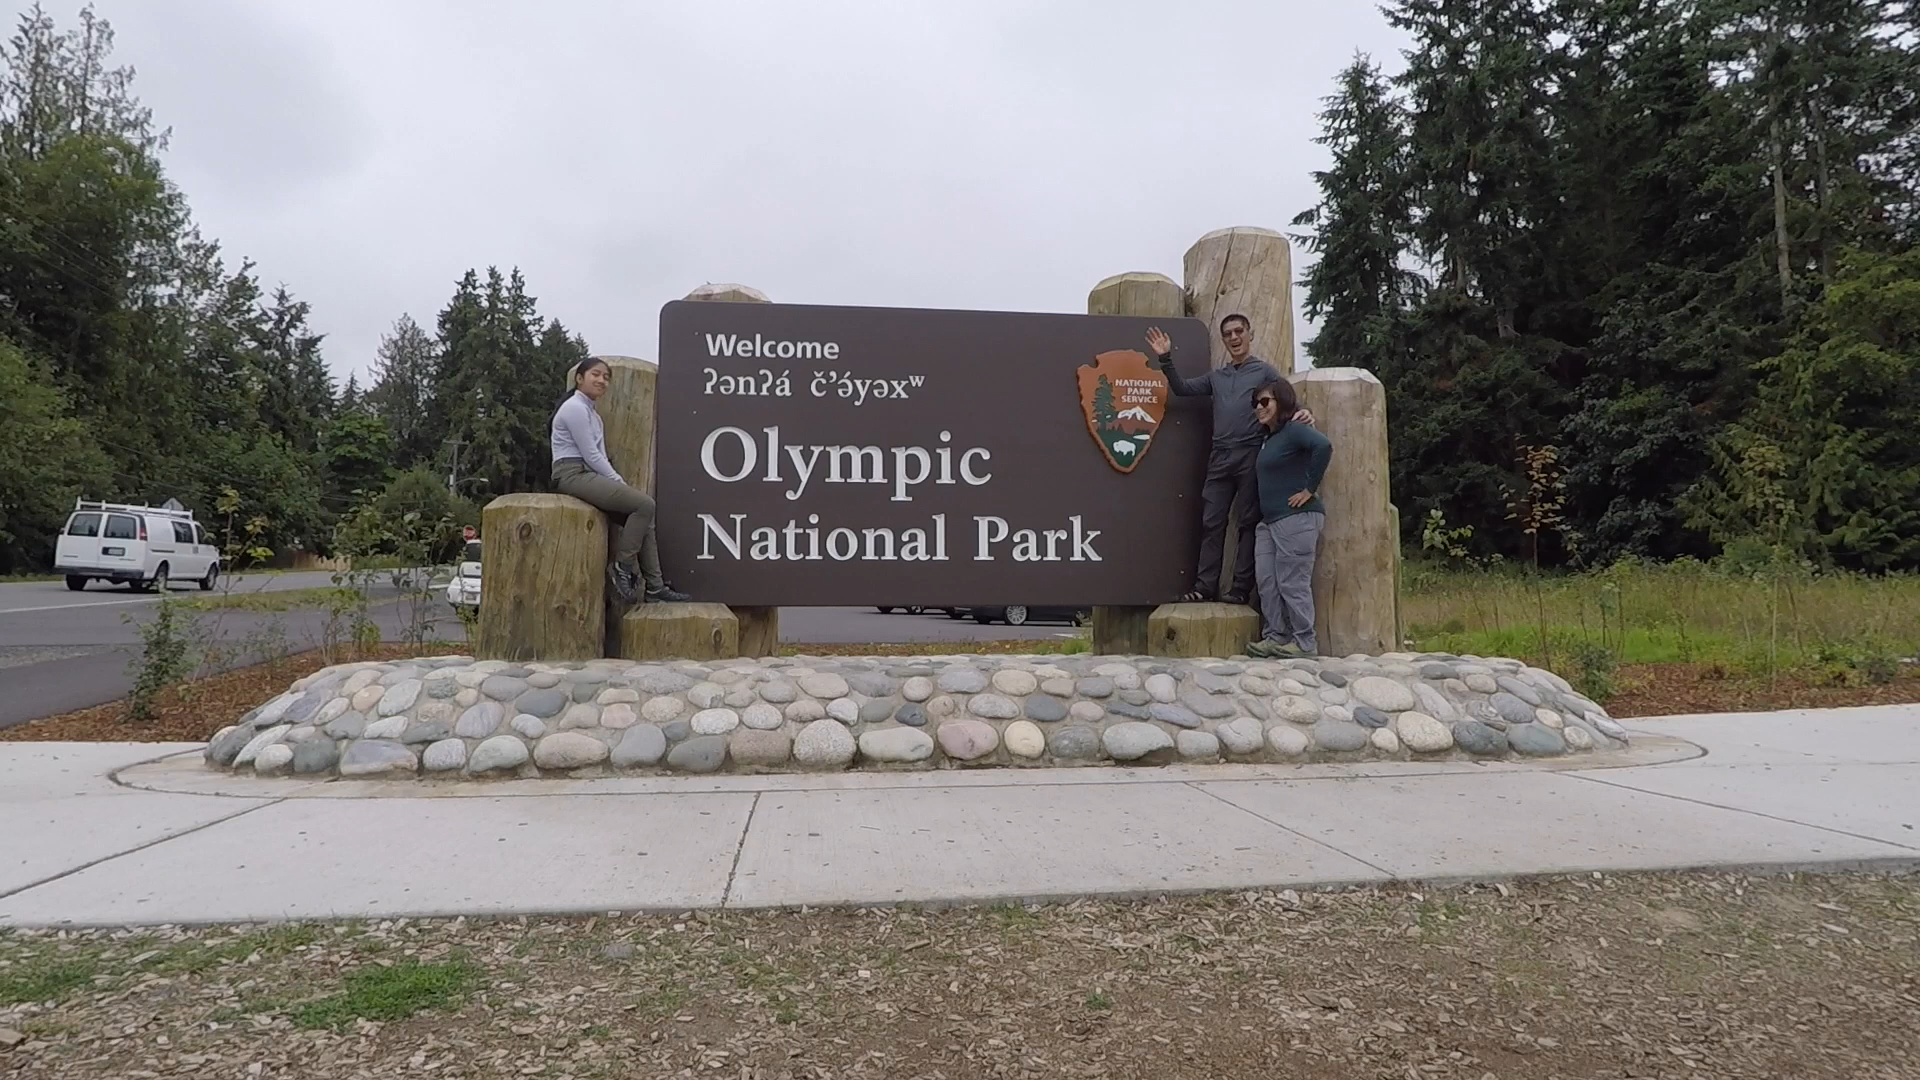 Welcome
ʔənʔá č’ə́yəxʷ
Olympic
National Park
NATIONAL
PARK
SERVICE